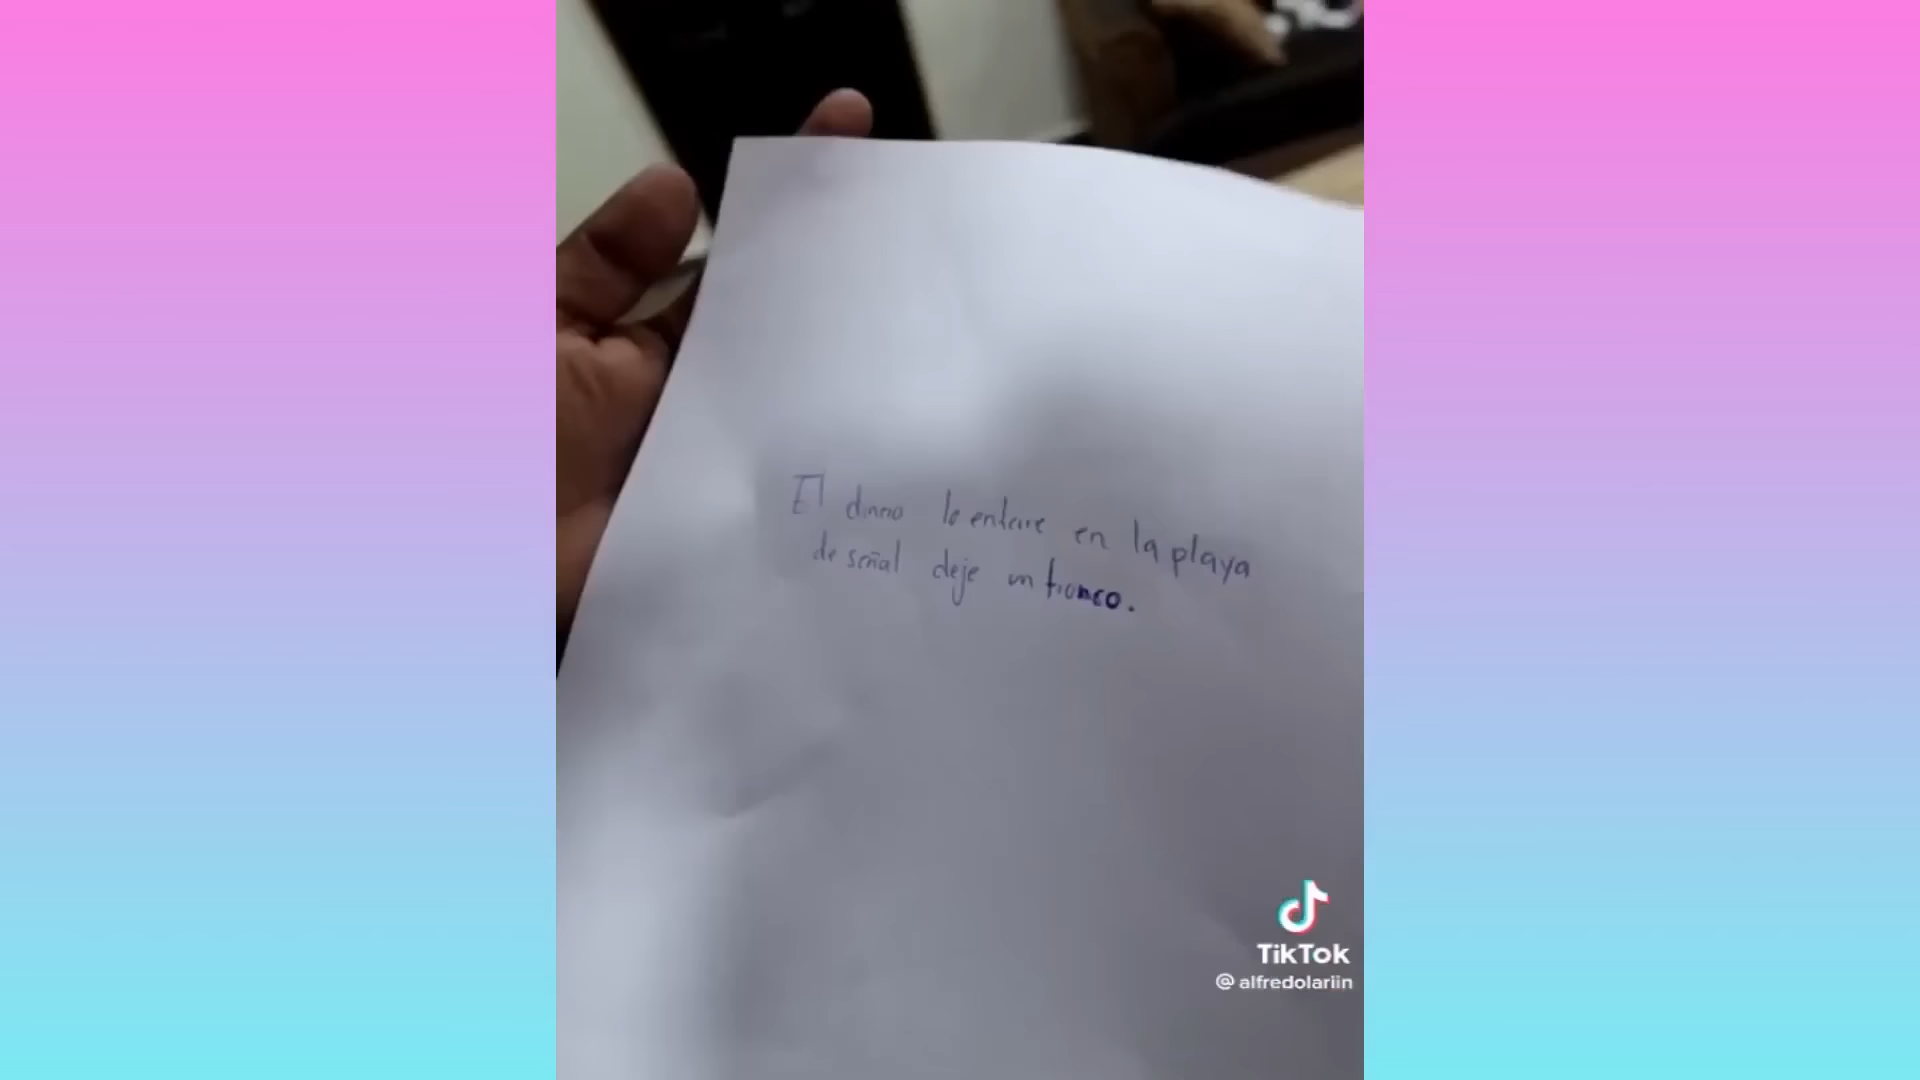 El dinero lo enterre en la playa
de señal deje un tronco.
TikTok
@alfredolariin